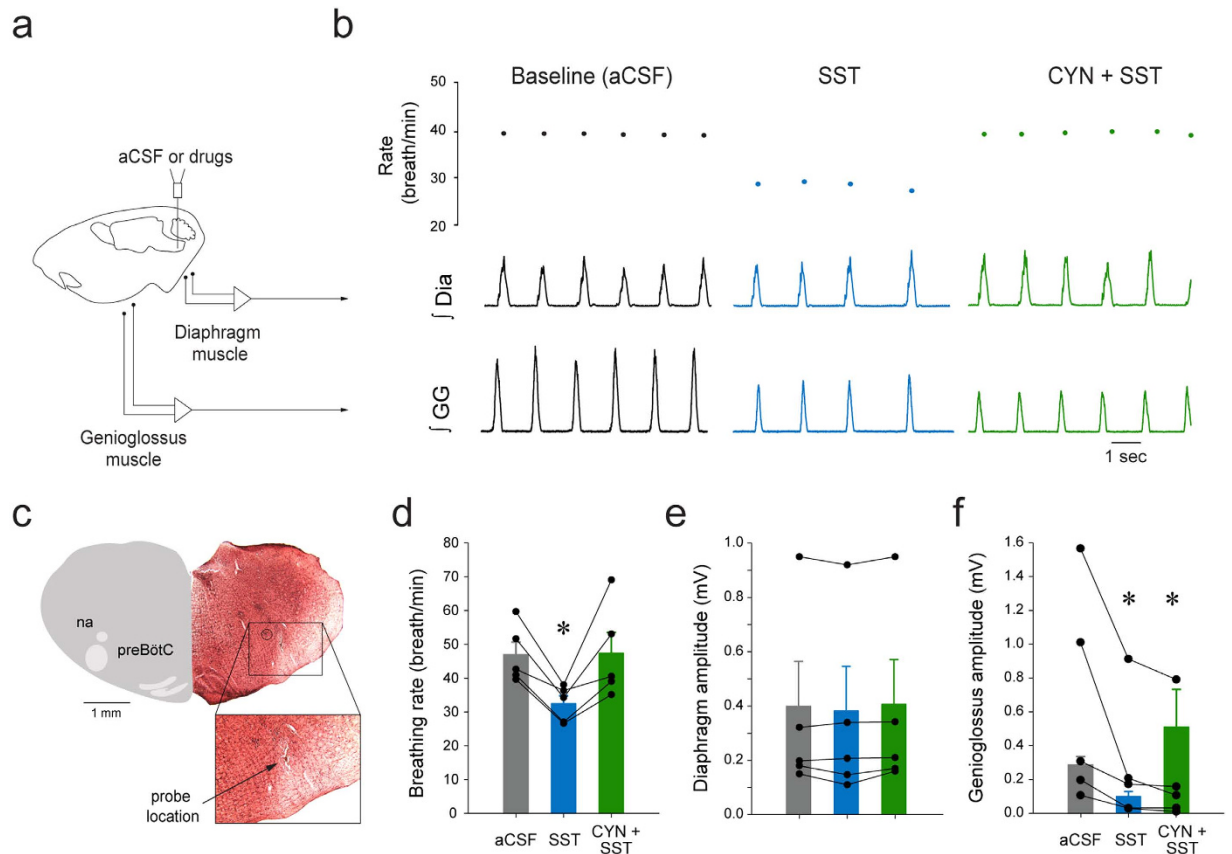 a
aCSF or drugs
Diaphragm
muscle
Genioglossus
muscle
b
Baseline (aCSF)
SST
CYN + SST
Rate
(breath/min)
50
40
30
20
∫ Dia
∫ GG
1 sec
c
na
preBötC
1 mm
probe
location
d
Breathing rate (breath/min)
80
70
60
50
40
30
20
10
0
*
aCSF
SST
CYN +
SST
e
Diaphragm amplitude (mV)
1.0
0.8
0.6
0.4
0.2
0.0
f
Genioglossus amplitude (mV)
1.6
1.4
1.2
1.0
0.8
0.6
0.4
0.2
0.0
*
*
aCSF
SST
CYN +
SST